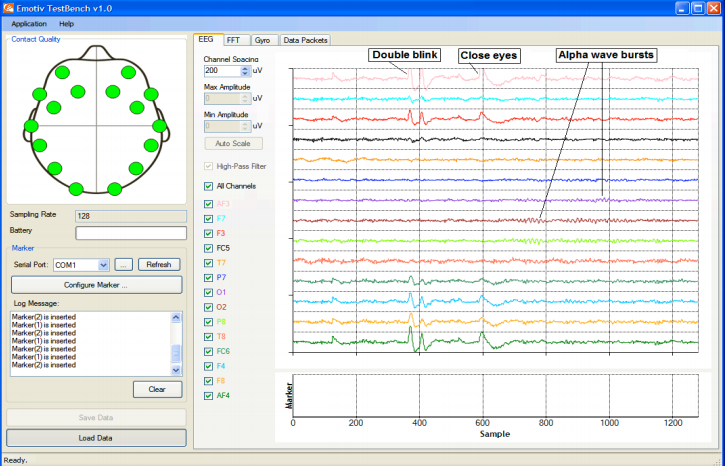 Emotiv TestBench v1.0
Application Help
Contact Quality
Sampling Rate 128
Battery
Marker
Serial Port: COM1 ... Refresh
Configure Marker ...
Log Message:
Marker(2) is inserted
Marker(1) is inserted
Marker(2) is inserted
Marker(1) is inserted
Marker(2) is inserted
Marker(1) is inserted
Marker(2) is inserted
Clear
Save Data
Load Data
Ready.
EEG FFT Gyro Data Packets
Channel Spacing
200 uV
Max Amplitude
0 uV
Min Amplitude
0 uV
Auto Scale
High-Pass Filter
All Channels
AF3
F7
F3
FC5
T7
P7
O1
O2
P8
T8
FC6
F4
F8
AF4
Double blink Close eyes Alpha wave bursts
Marker
0 200 400 600 800 1000 1200
Sample